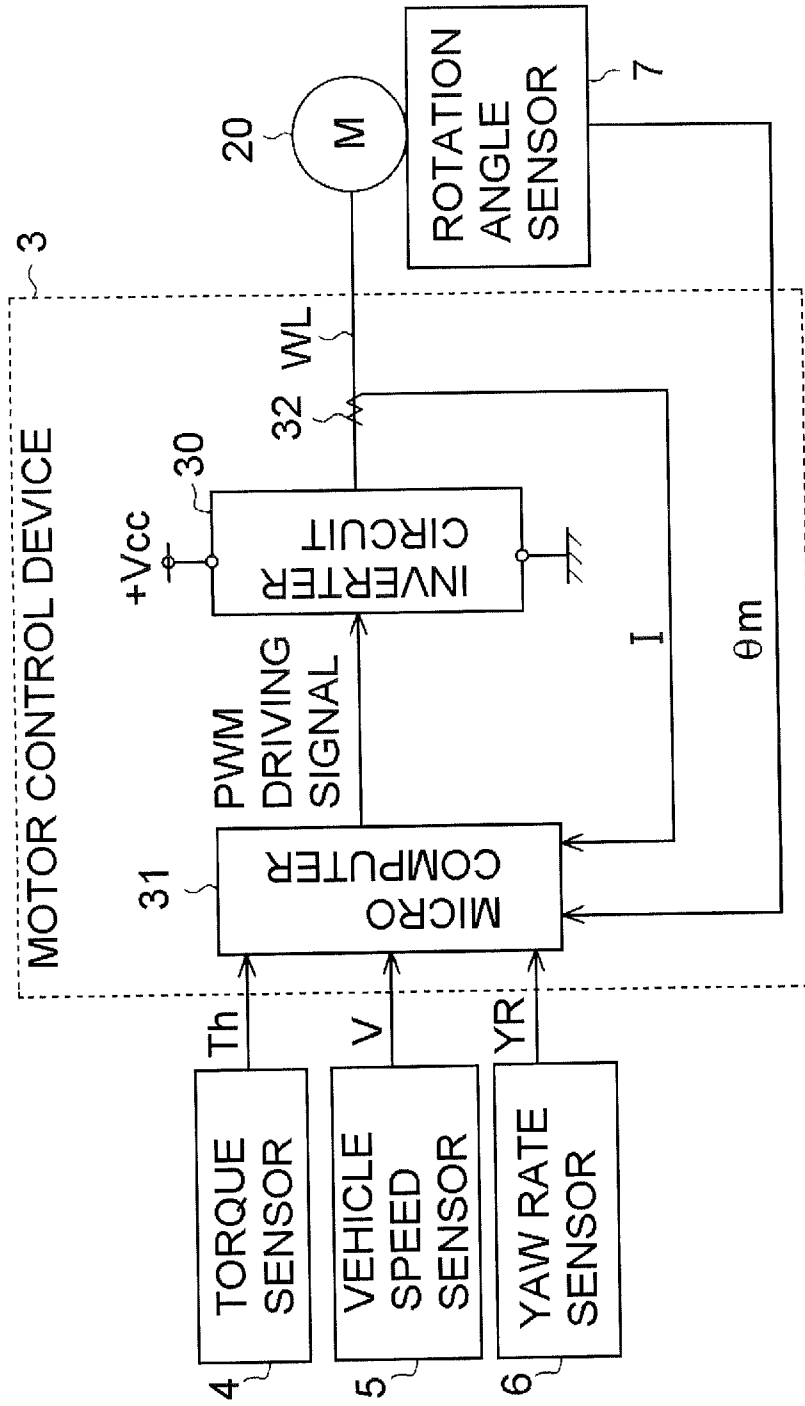 MOTOR CONTROL DEVICE
3
TORQUE
SENSOR
4
Th
VEHICLE
SPEED
SENSOR
5
V
YAW RATE
SENSOR
6
YR
31
MICRO
COMPUTER
PWM
DRIVING
SIGNAL
+Vcc
30
INVERTER
CIRCUIT
32
WL
20
M
ROTATION
ANGLE
SENSOR
7
I
θm